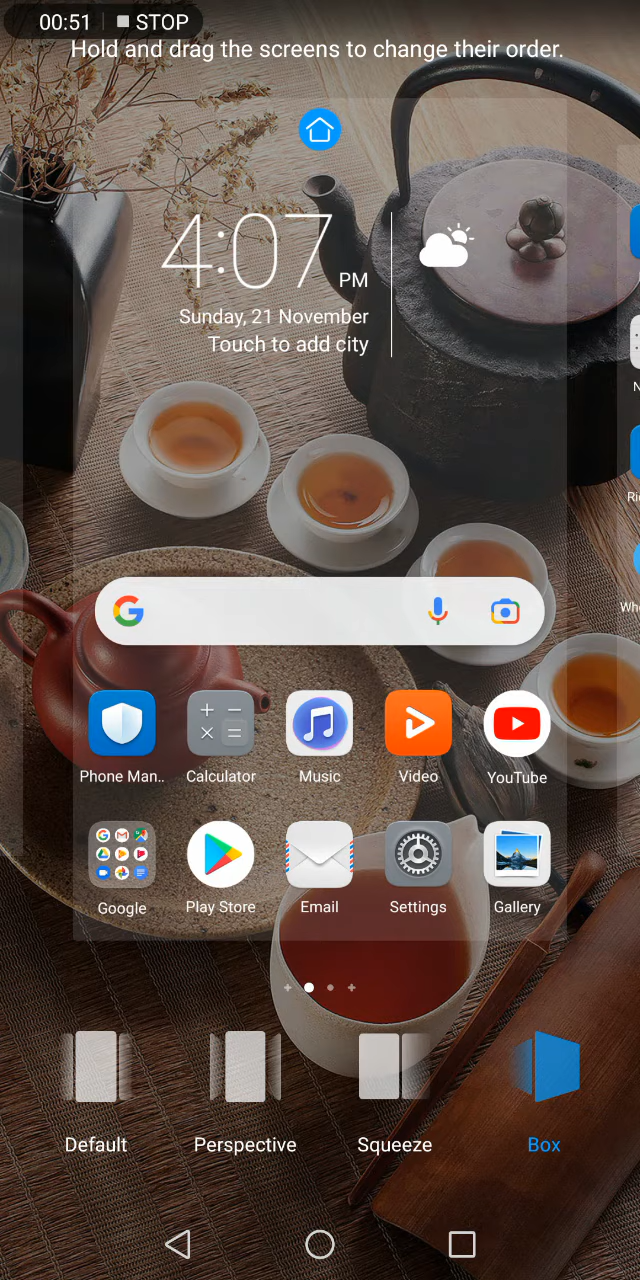 00:51 STOP
Hold and drag the screens to change their order.
4:07 PM
Sunday, 21 November
Touch to add city
Phone Man.. Calculator Music Video YouTube
Google Play Store Email Settings Gallery
Default Perspective Squeeze Box